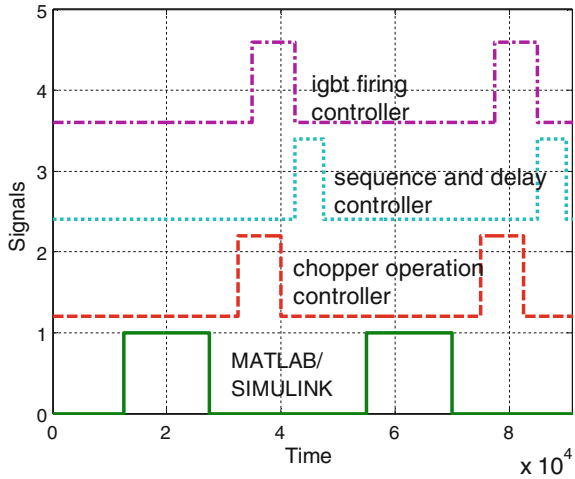 5
4
3
2
1
0
Signals
igbt firing
controller
sequence and delay
controller
chopper operation
controller
MATLAB/
SIMULINK
0 2 4 6 8
Time
x 10^4